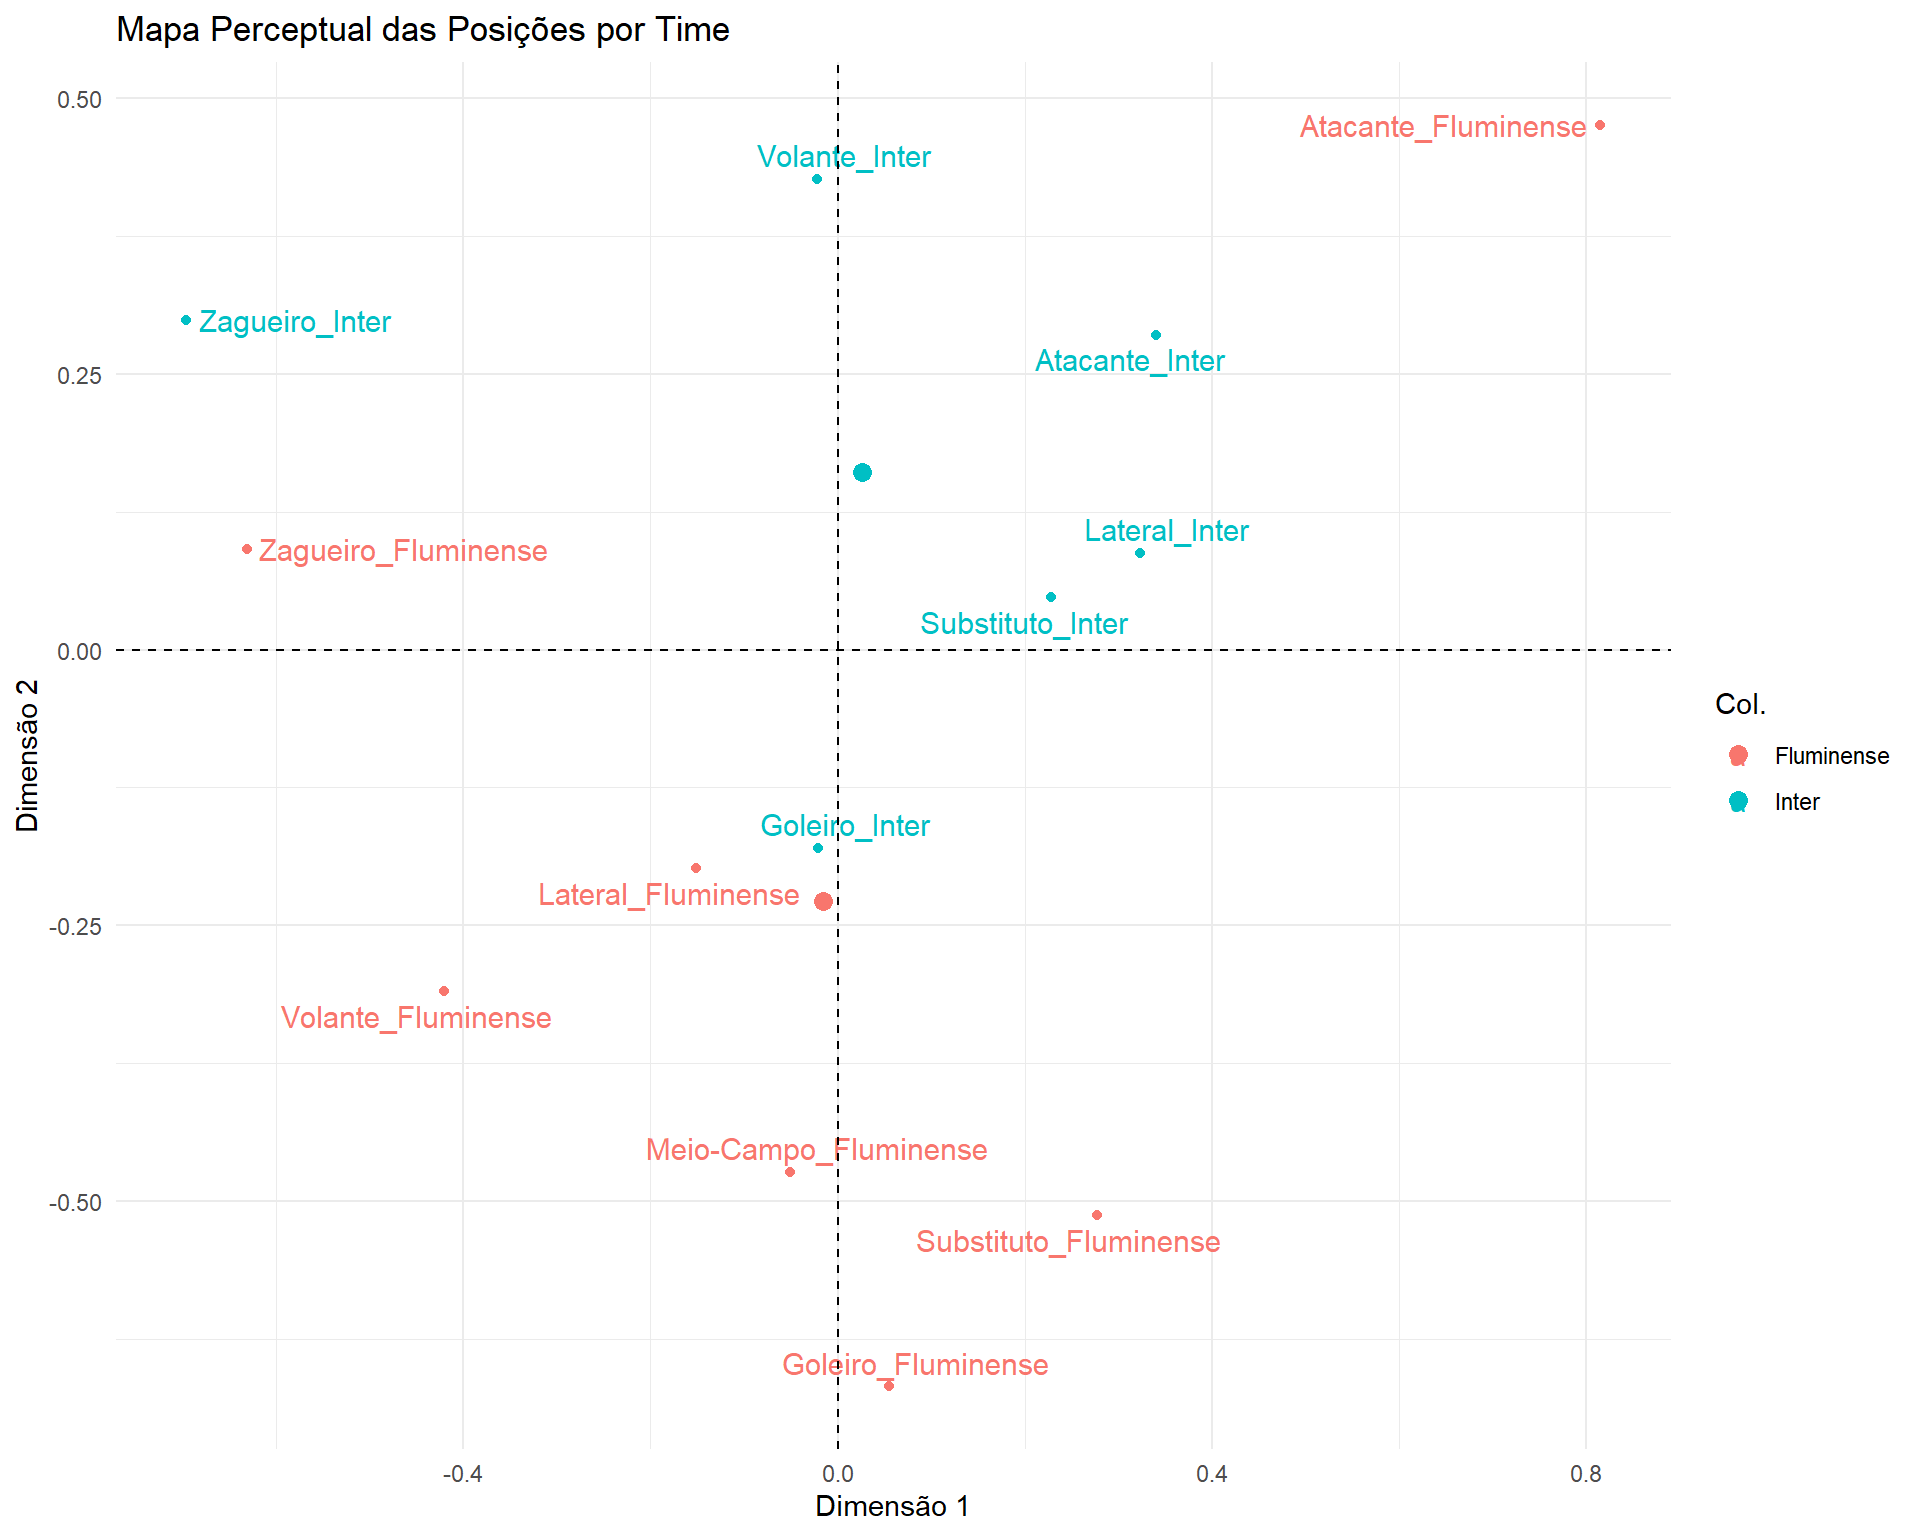 Mapa Perceptual das Posições por Time
0.50
Atacante_Fluminense
Volante_Inter
Zagueiro_Inter
Atacante_Inter
0.25
Lateral_Inter
Zagueiro_Fluminense
Substituto_Inter
0.00
Dimensão 2
Col.
Fluminense
Inter
Goleiro_Inter
Lateral_Fluminense
-0.25
Volante_Fluminense
Meio-Campo_Fluminense
-0.50
Substituto_Fluminense
Goleiro_Fluminense
-0.4
0.0
0.4
0.8
Dimensão 1